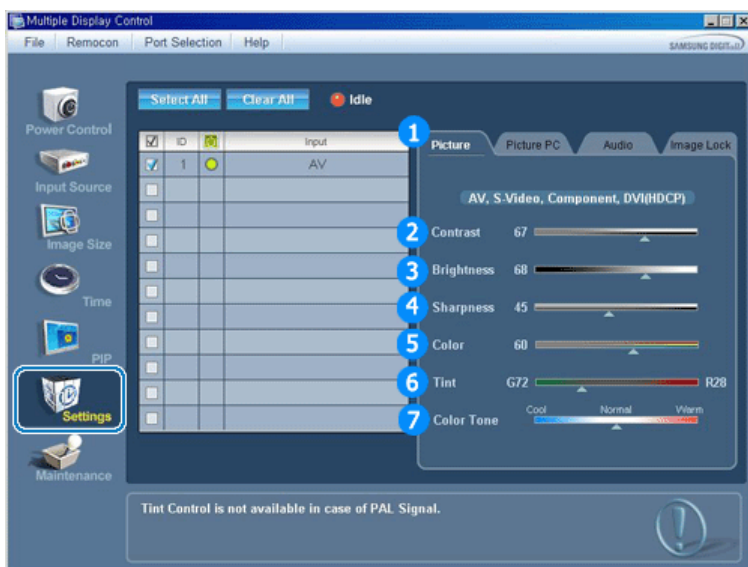 Multiple Display Control
File Remocon Port Selection Help
SAMSUNG DIGITall
Select All Clear All Idle
Power Control
ID Input
1 AV
Input Source
Image Size
Time
PIP
Settings
Maintenance
1 Picture Picture PC Audio Image Lock
AV, S-Video, Component, DVI(HDCP)
2 Contrast 67
3 Brightness 68
4 Sharpness 45
5 Color 60
6 Tint G72 R28
7 Color Tone Cool Normal Warm
Tint Control is not available in case of PAL Signal.